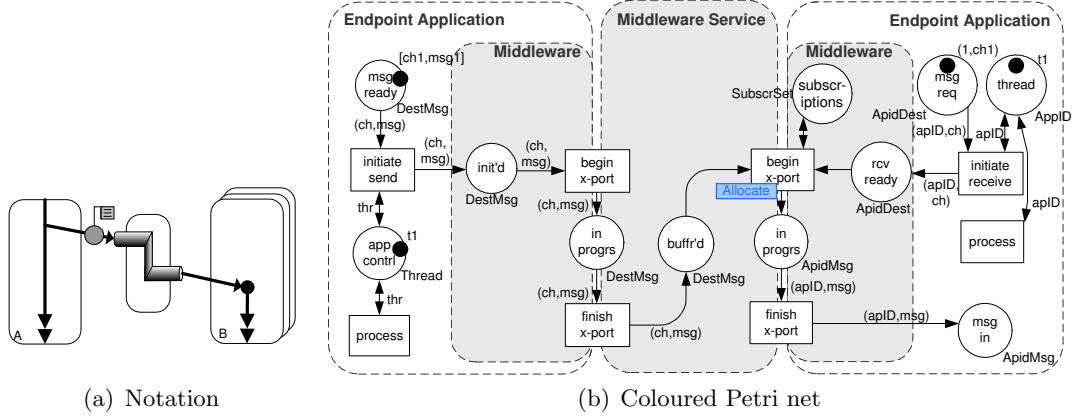 Endpoint Application
Middleware Service
Endpoint Application
Middleware
Middleware
[ch1,msg1]
msg
ready
DestMsg
(ch,msg)
initiate
send
(ch,
msg)
init'd
DestMsg
(ch,
msg)
begin
x-port
(ch,msg)
in
progrs
DestMsg
(ch,msg)
finish
x-port
(ch,msg)
thr
app
contrl
t1
Thread
thr
process
buffr'd
DestMsg
SubscrSet
subscr-
iptions
begin
x-port
Allocate
in
progrs
ApidMsg
(apID,msg)
finish
x-port
(apID,msg)
msg
in
ApidMsg
rcv
ready
ApidDest
(apID,
ch)
(1,ch1)
msg
req
ApidDest
(apID,ch)
t1
thread
AppID
apID
initiate
receive
apID
process
A
B
(a) Notation
(b) Coloured Petri net